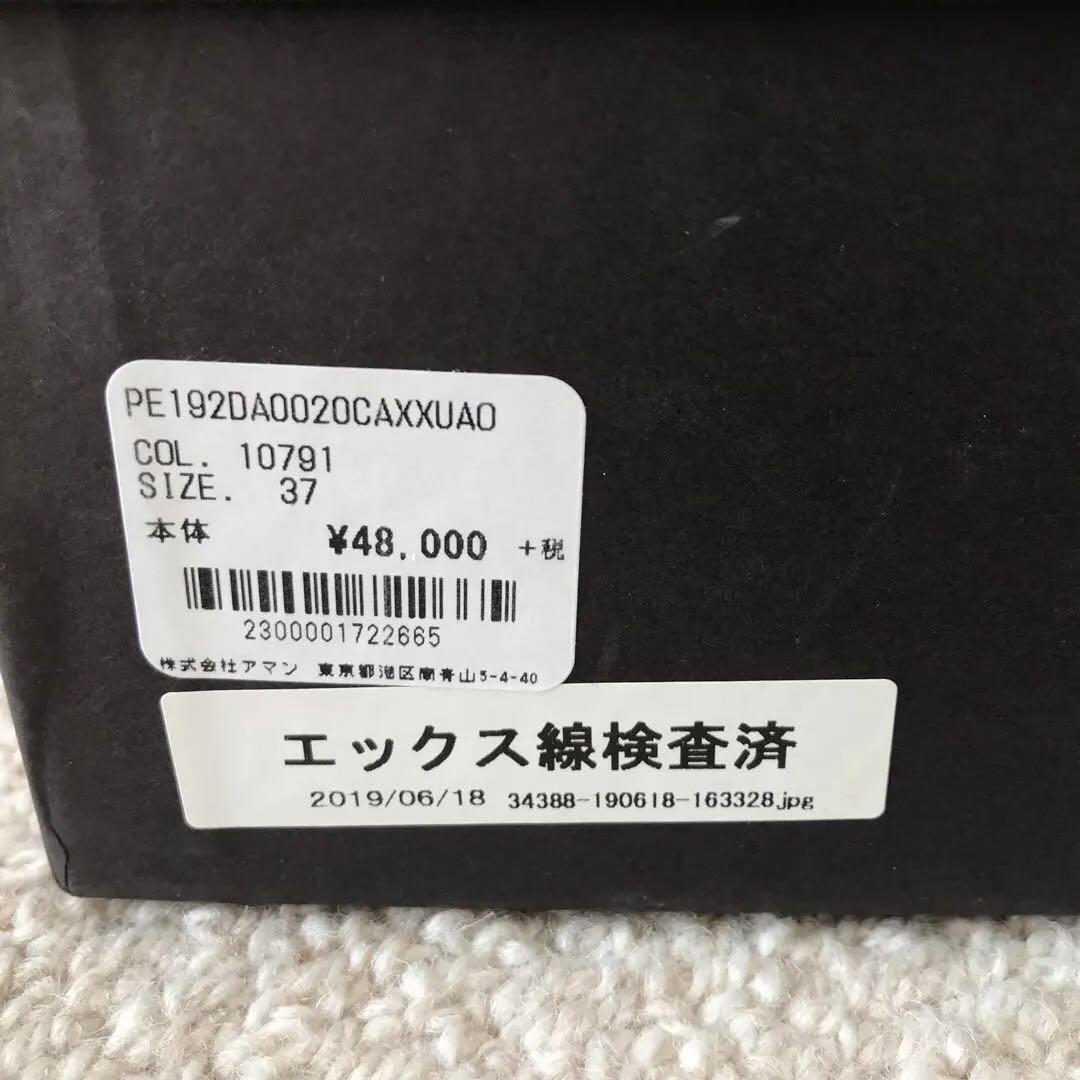 PE192DA0020CAXXUA0
COL. 10791
SIZE. 37
本体 ¥48,000 +税
2300001722665
株式会社アマン 東京都港区南青山5-4-40
エックス線検査済
2019/06/18 34388-190618-163328.jpg